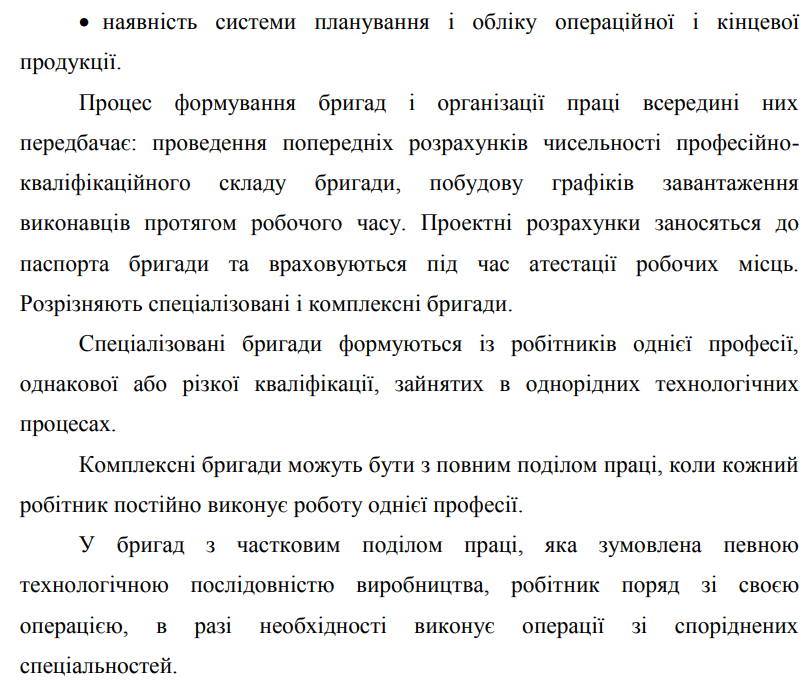 • наявність системи планування і обліку операційної і кінцевої
продукції.
Процес формування бригад і організації праці всередині них
передбачає: проведення попередніх розрахунків чисельності професійно-
кваліфікаційного складу бригади, побудову графіків завантаження
виконавців протягом робочого часу. Проектні розрахунки заносяться до
паспорта бригади та враховуються під час атестації робочих місць.
Розрізняють спеціалізовані і комплексні бригади.
Спеціалізовані бригади формуються із робітників однієї професії,
однакової або різкої кваліфікації, зайнятих в однорідних технологічних
процесах.
Комплексні бригади можуть бути з повним поділом праці, коли кожний
робітник постійно виконує роботу однієї професії.
У бригад з частковим поділом праці, яка зумовлена певною
технологічною послідовністю виробництва, робітник поряд зі своєю
операцією, в разі необхідності виконує операції зі споріднених
спеціальностей.